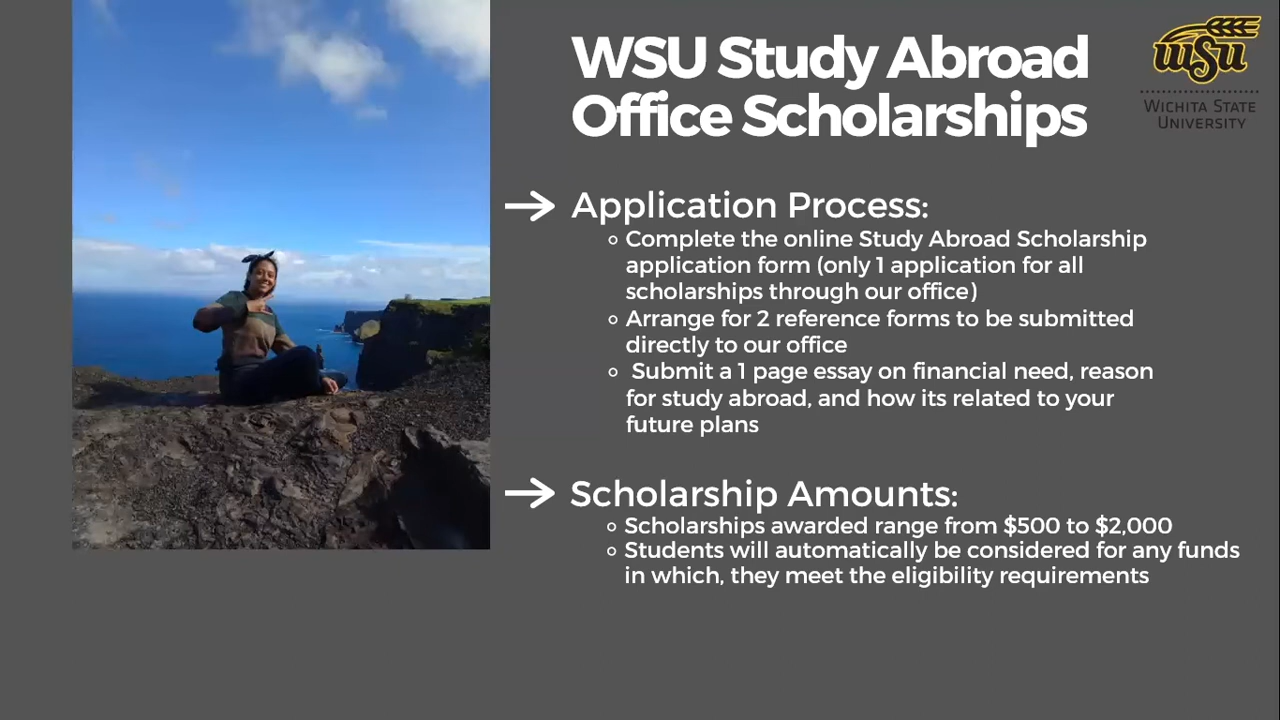 WSU Study Abroad
Office Scholarships
WSU
WICHITA STATE
UNIVERSITY
Application Process:
Complete the online Study Abroad Scholarship
application form (only 1 application for all
scholarships through our office)
Arrange for 2 reference forms to be submitted
directly to our office
Submit a 1 page essay on financial need, reason
for study abroad, and how its related to your
future plans
Scholarship Amounts:
Scholarships awarded range from $500 to $2,000
Students will automatically be considered for any funds
in which, they meet the eligibility requirements